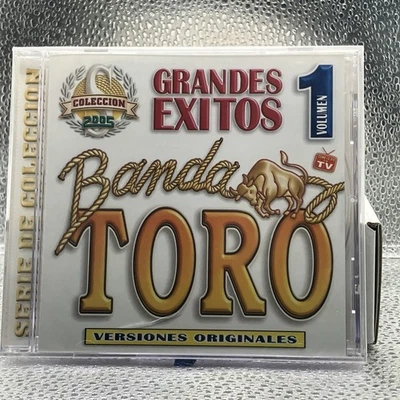 SERIE DE COLECCION
COLECCION
2005
GRANDES
EXITOS
1
VOLUMEN
Banda
TV
TORO
VERSIONES ORIGINALES